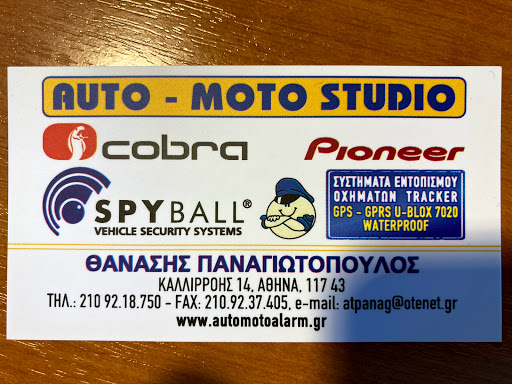 AUTO - MOTO STUDIO
cobra
Pioneer
SPYBALL®
VEHICLE SECURITY SYSTEMS
ΣΥΣΤΗΜΑΤΑ ΕΝΤΟΠΙΣΜΟΥ
ΟΧΗΜΑΤΩΝ TRACKER
GPS - GPRS U-BLOX 7020
WATERPROOF
ΘΑΝΑΣΗΣ ΠΑΝΑΓΙΩΤΟΠΟΥΛΟΣ
ΚΑΛΛΙΡΡΟΗΣ 14, ΑΘΗΝΑ, 117 43
ΤΗΛ.: 210 92.18.750 - FAX: 210.92.37.405, e-mail: atpanag@otenet.gr
www.automotoalarm.gr